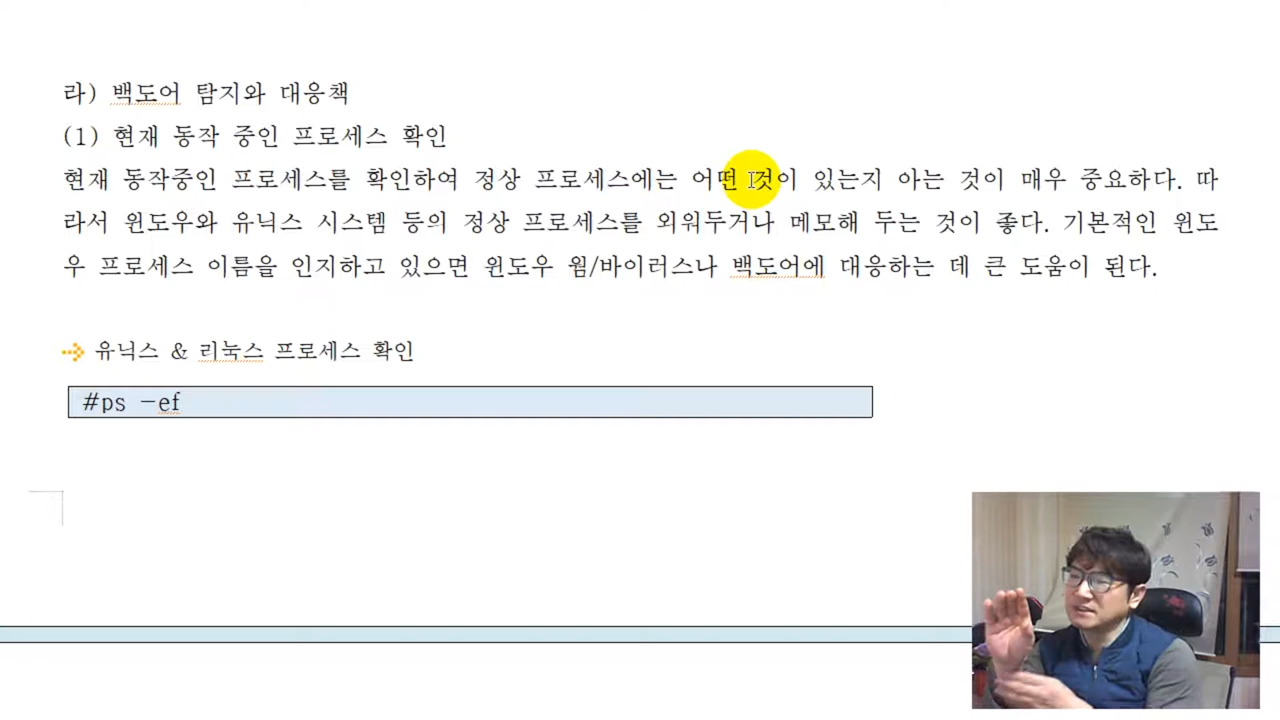 라) 백도어 탐지와 대응책
(1) 현재 동작 중인 프로세스 확인
현재 동작중인 프로세스를 확인하여 정상 프로세스에는 어떤 것이 있는지 아는 것이 매우 중요하다. 따
라서 윈도우와 유닉스 시스템 등의 정상 프로세스를 외워두거나 메모해 두는 것이 좋다. 기본적인 윈도
우 프로세스 이름을 인지하고 있으면 윈도우 웜/바이러스나 백도어에 대응하는 데 큰 도움이 된다.
유닉스 & 리눅스 프로세스 확인
#ps -ef